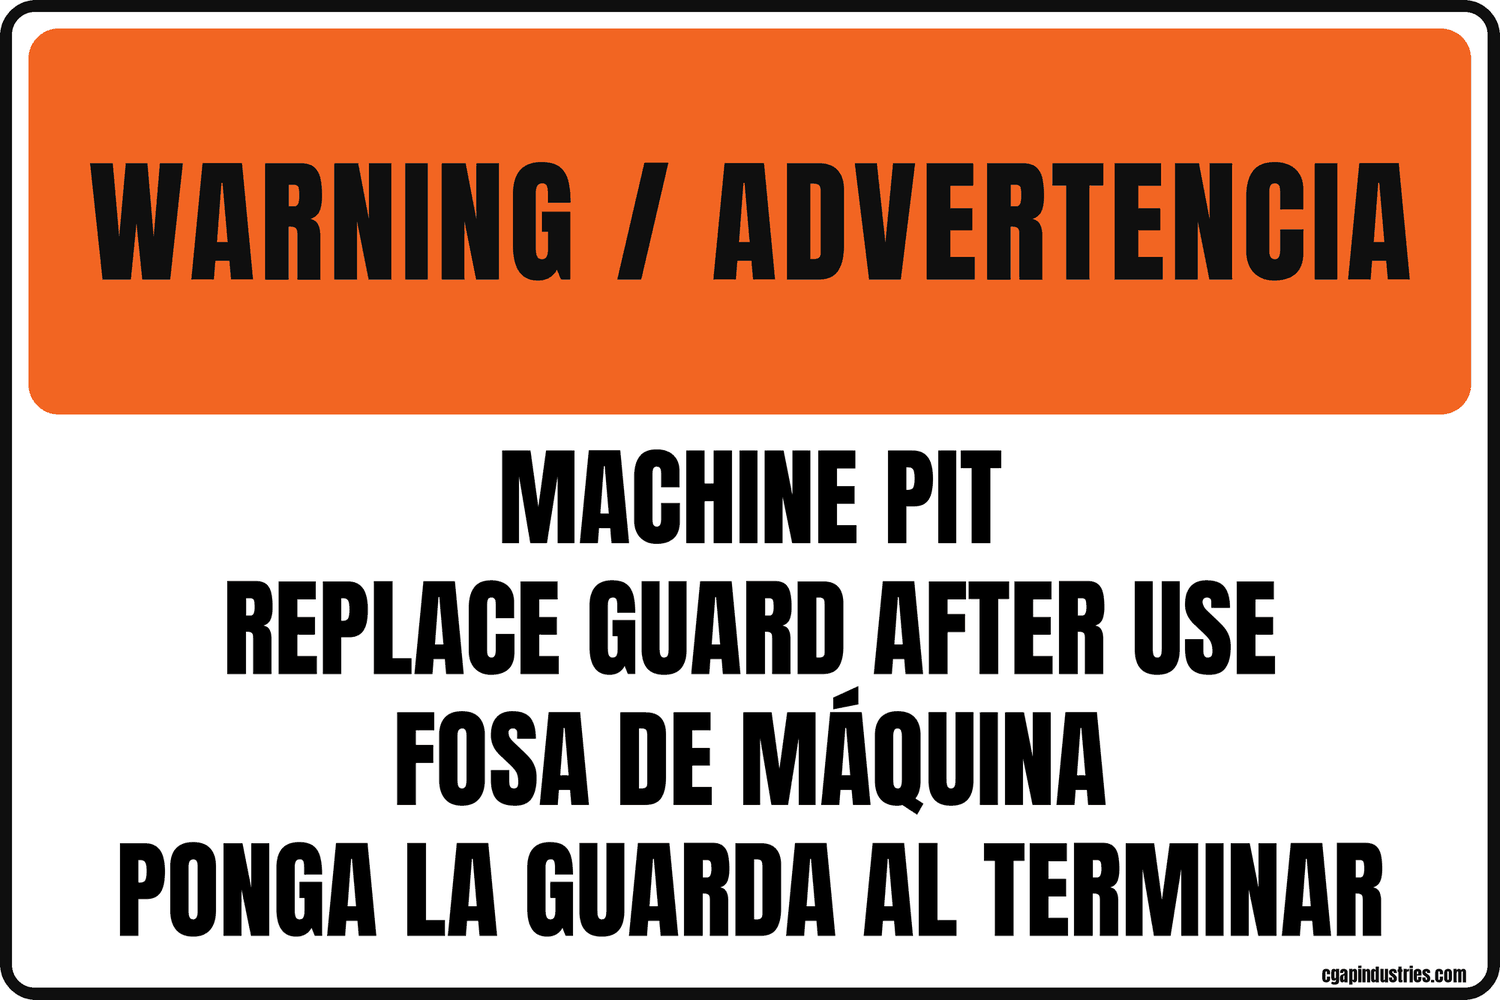 WARNING / ADVERTENCIA
MACHINE PIT
REPLACE GUARD AFTER USE
FOSA DE MÁQUINA
PONGA LA GUARDA AL TERMINAR
cgapindustries.com